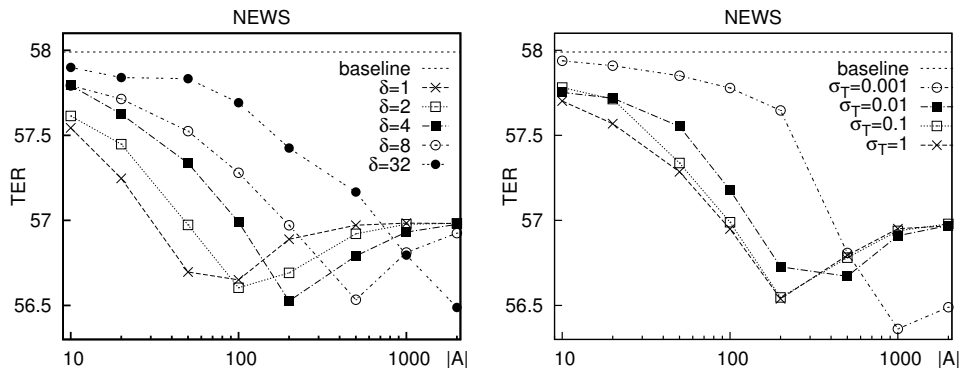 NEWS
58
57.5
57
56.5
TER
baseline
δ=1
δ=2
δ=4
δ=8
δ=32
10 100 1000 |A|
NEWS
58
57.5
57
56.5
TER
baseline
σT=0.001
σT=0.01
σT=0.1
σT=1
10 100 1000 |A|